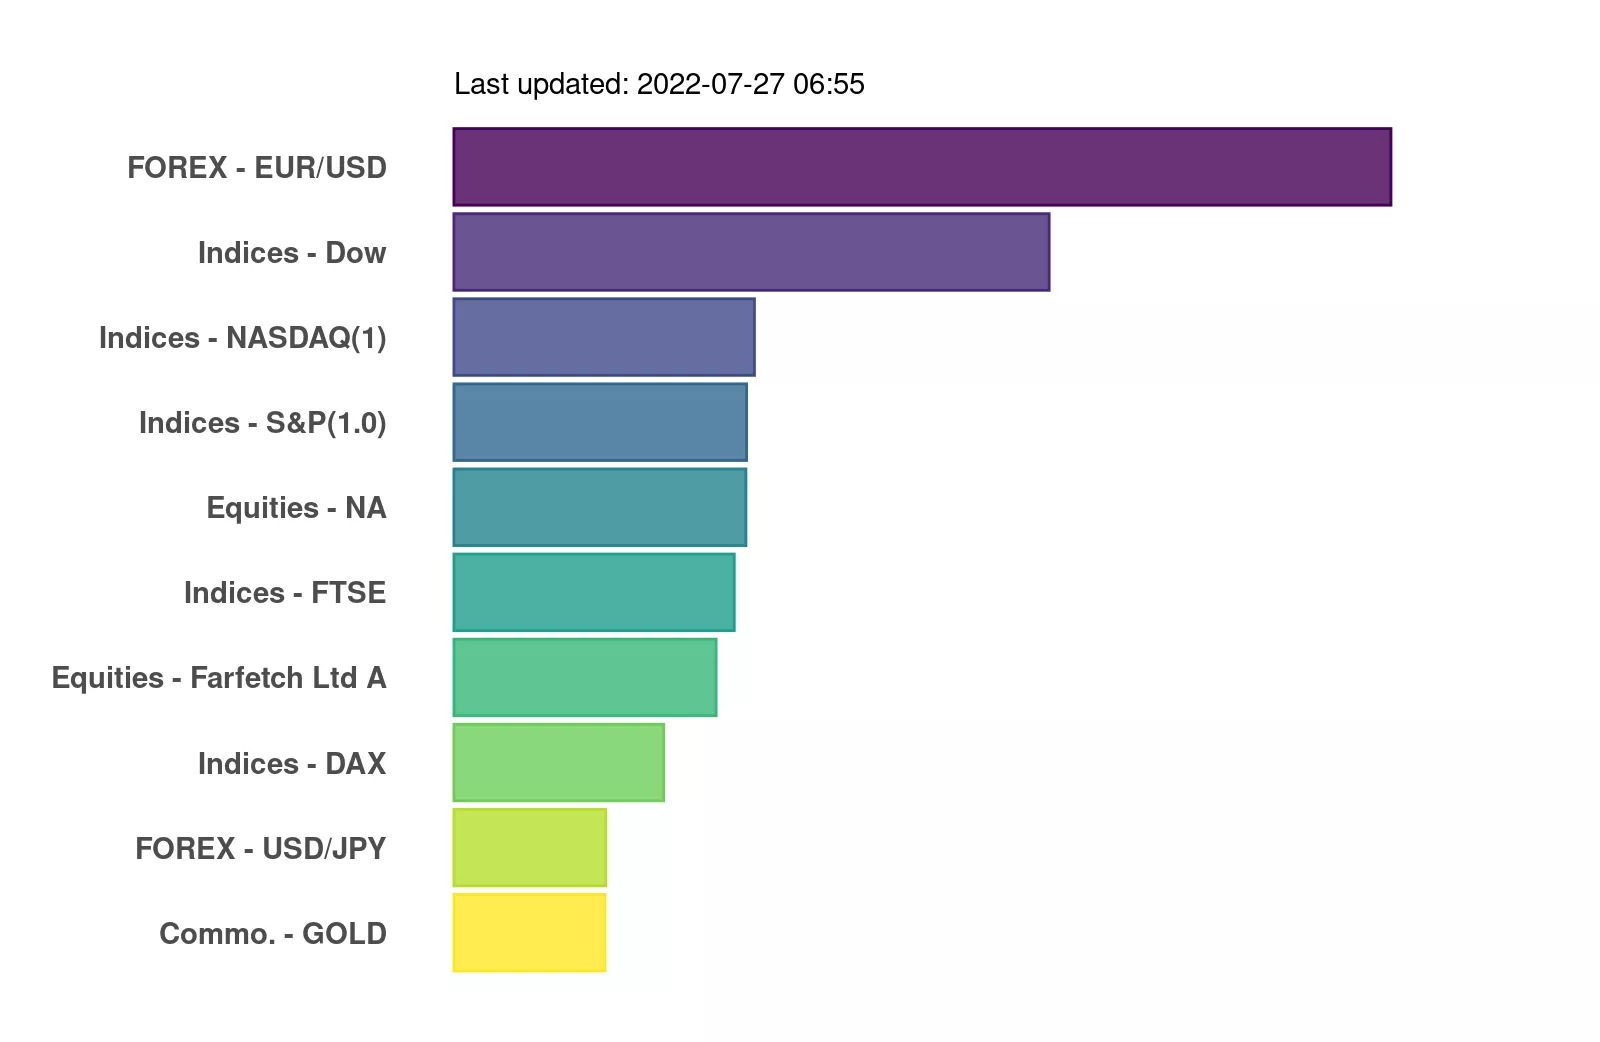 Last updated: 2022-07-27 06:55
FOREX - EUR/USD
Indices - Dow
Indices - NASDAQ(1)
Indices - S&P(1.0)
Equities - NA
Indices - FTSE
Equities - Farfetch Ltd A
Indices - DAX
FOREX - USD/JPY
Commo. - GOLD